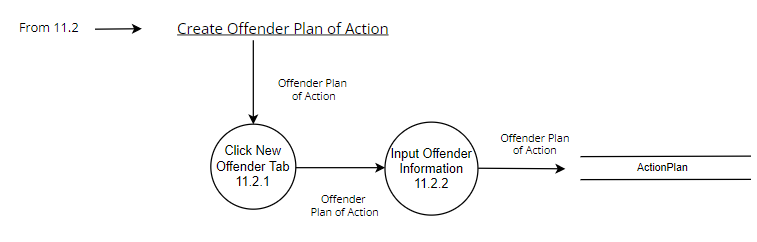 From 11.2
Create Offender Plan of Action
Offender Plan
of Action
Click New
Offender Tab
11.2.1
Offender
Plan of Action
Input Offender
Information
11.2.2
Offender Plan
of Action
ActionPlan